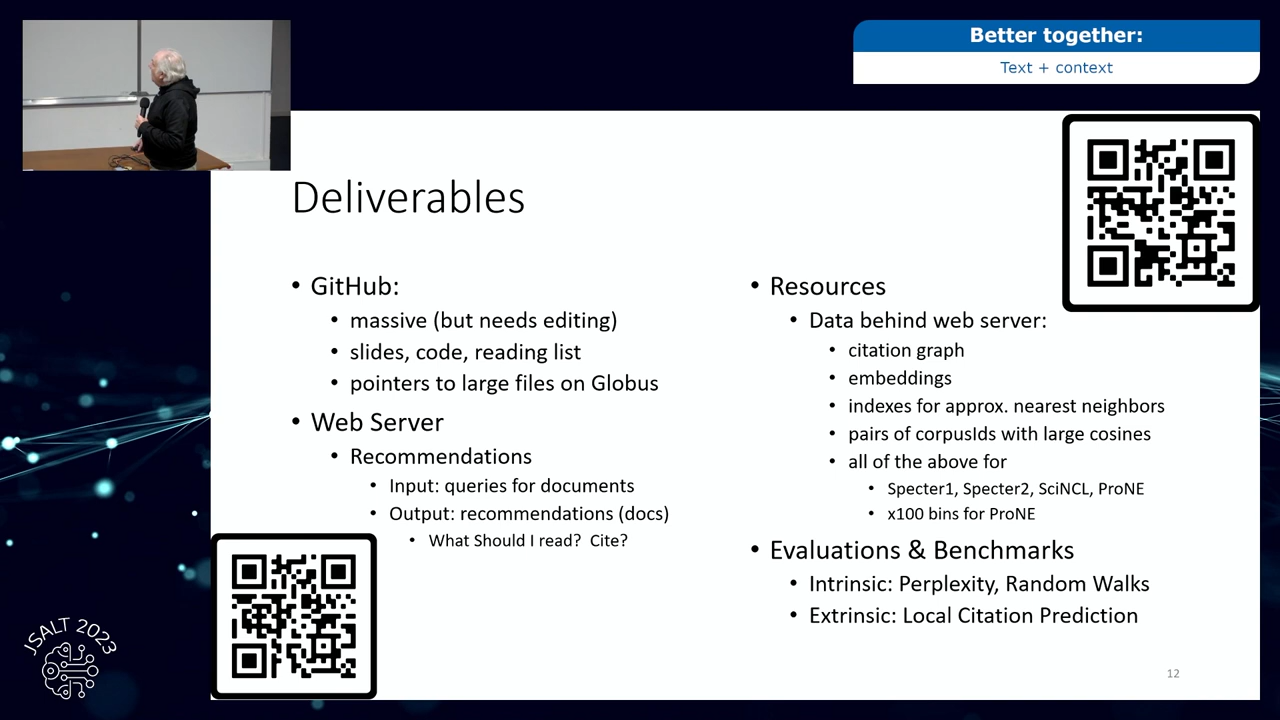 Better together:
Text + context
Deliverables
• GitHub:
• massive (but needs editing)
• slides, code, reading list
• pointers to large files on Globus
• Web Server
• Recommendations
• Input: queries for documents
• Output: recommendations (docs)
• What Should I read? Cite?
• Resources
• Data behind web server:
• citation graph
• embeddings
• indexes for approx. nearest neighbors
• pairs of corpusIds with large cosines
• all of the above for
• Specter1, Specter2, SciNCL, ProNE
• x100 bins for ProNE
• Evaluations & Benchmarks
• Intrinsic: Perplexity, Random Walks
• Extrinsic: Local Citation Prediction
12
JSALT 2023